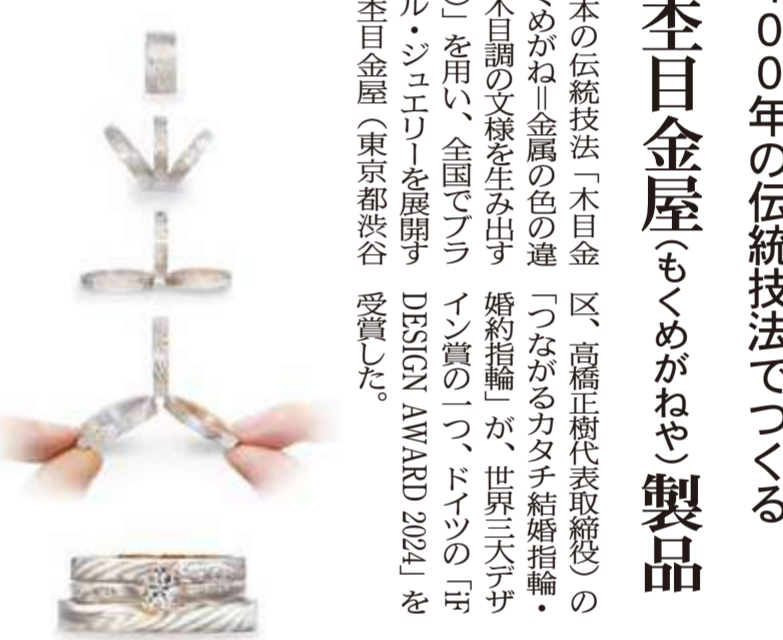 00年の伝統技法でつくる
杢目金屋(もくめがねや)製品
本の伝統技法「木目金
くめがね＝金属の色の違
木目調の文様を生み出す
）」を用い、全国でブラ
ル・ジュエリーを展開す
杢目金屋（東京都渋谷
区、高橋正樹代表取締役）の
「つながるカタチ結婚指輪・
婚約指輪」が、世界三大デザ
イン賞の一つ、ドイツの「iF
DESIGN AWARD 2024」を
受賞した。